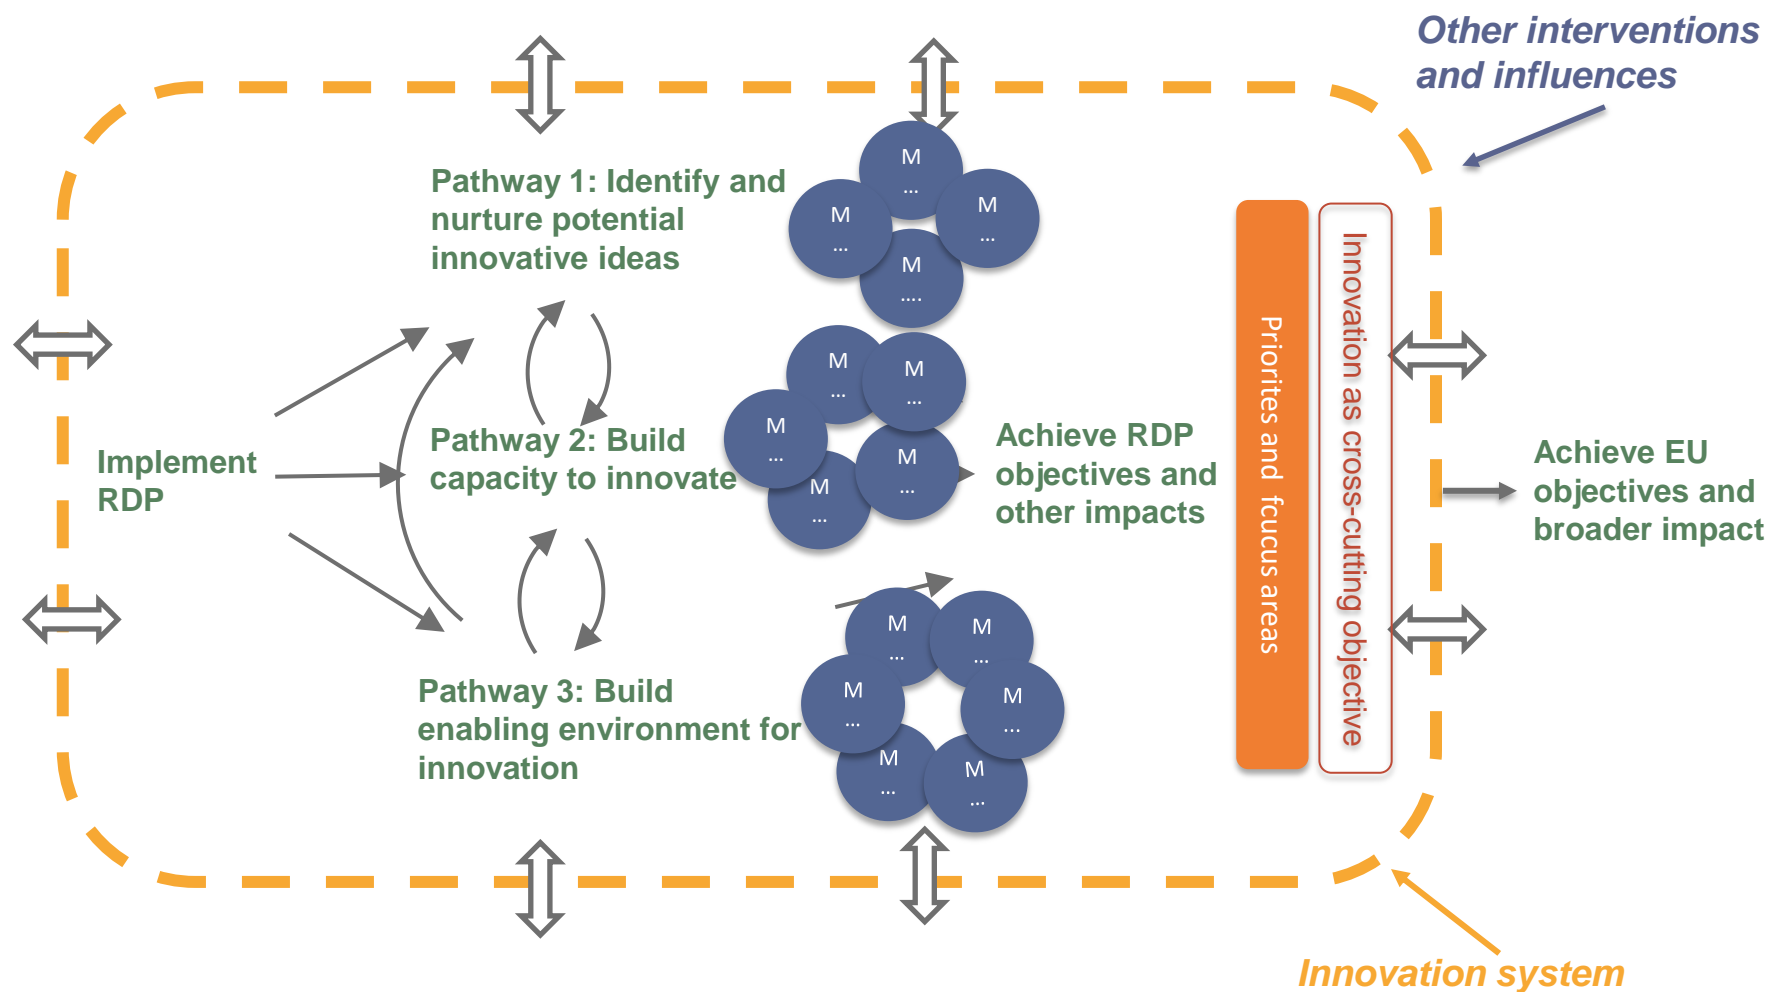 Other interventions
and influences
Pathway 1: Identify and
nurture potential
innovative ideas
M
...
M
...
M
...
M
....
Implement
RDP
Pathway 2: Build
capacity to innovate
M
...
M
...
M
...
M
...
M
...
Achieve RDP
objectives and
other impacts
Pathway 3: Build
enabling environment for
innovation
M
...
M
...
M
...
M
...
M
...
M
...
Priorites and fcucus areas
Innovation as cross-cutting objective
Achieve EU
objectives and
broader impact
Innovation system